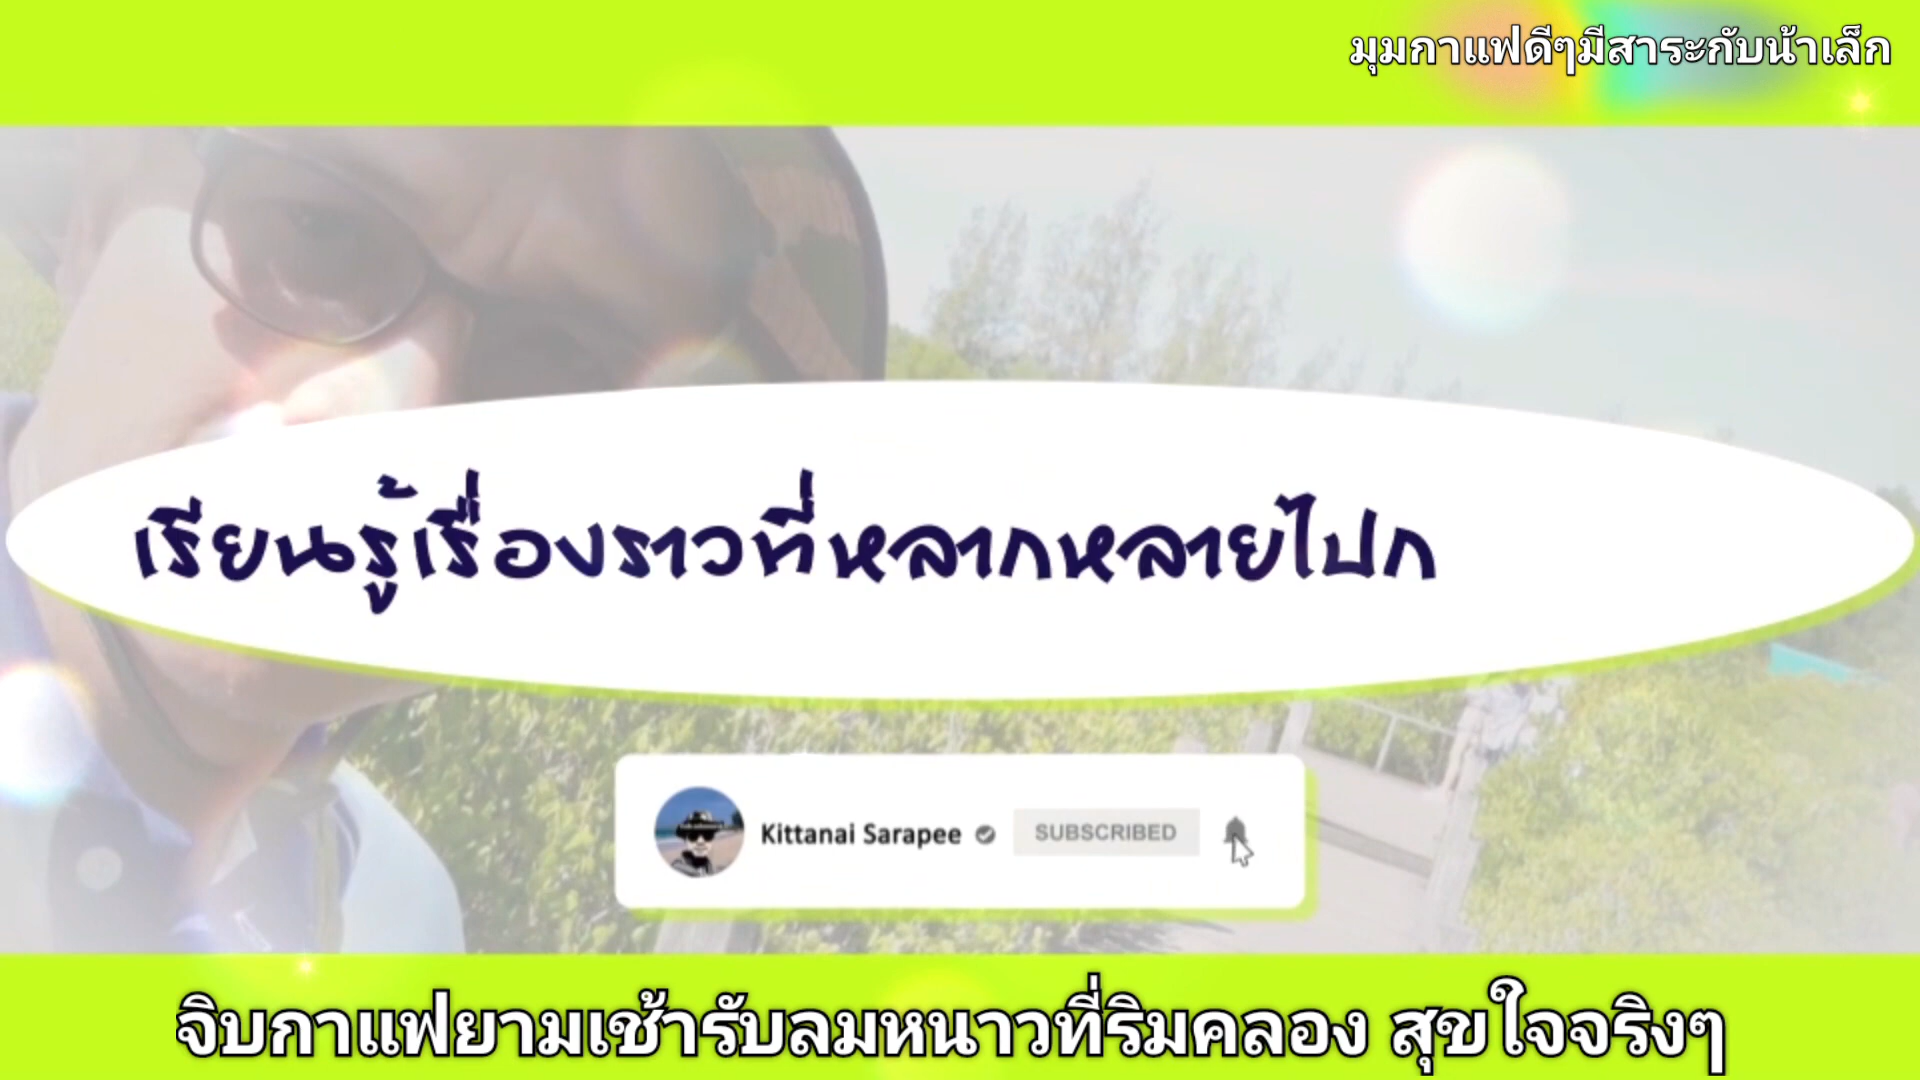 มุมกาแฟดีๆมีสาระกับน้าเล็ก
เรียนรู้เรื่องราวที่หลากหลายไปก
Kittanai Sarapee
SUBSCRIBED
จิบกาแฟยามเช้ารับลมหนาวที่ริมคลอง สุขใจจริงๆ